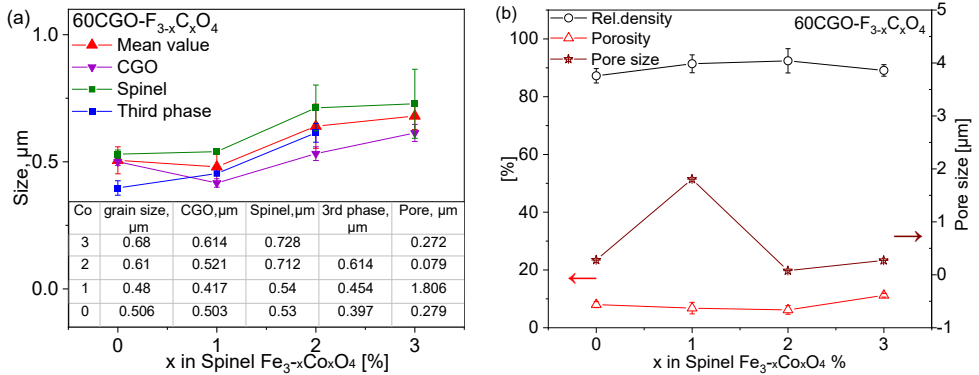 (a)
60CGO-F3-xCxO4
Mean value
CGO
Spinel
Third phase
1.0
0.5
0.0
Size, µm
Co grain size, µm CGO,µm Spinel,µm 3rd phase, µm Pore, µm
3 0.68 0.614 0.728 0.272
2 0.61 0.521 0.712 0.614 0.079
1 0.48 0.417 0.54 0.454 1.806
0 0.506 0.503 0.53 0.397 0.279
0 1 2 3
x in Spinel Fe3-xCoxO4 [%]
(b)
Rel.density
Porosity
Pore size
60CGO-F3-xCxO4
100
80
60
40
20
0
[%]
5
4
3
2
1
0
-1
Pore size [µm]
0 1 2 3
x in Spinel Fe3-xCoxO4 %